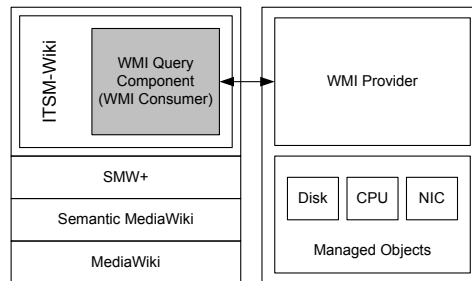 ITSM-Wiki
WMI Query
Component
(WMI Consumer)
SMW+
Semantic MediaWiki
MediaWiki
WMI Provider
Disk
CPU
NIC
Managed Objects